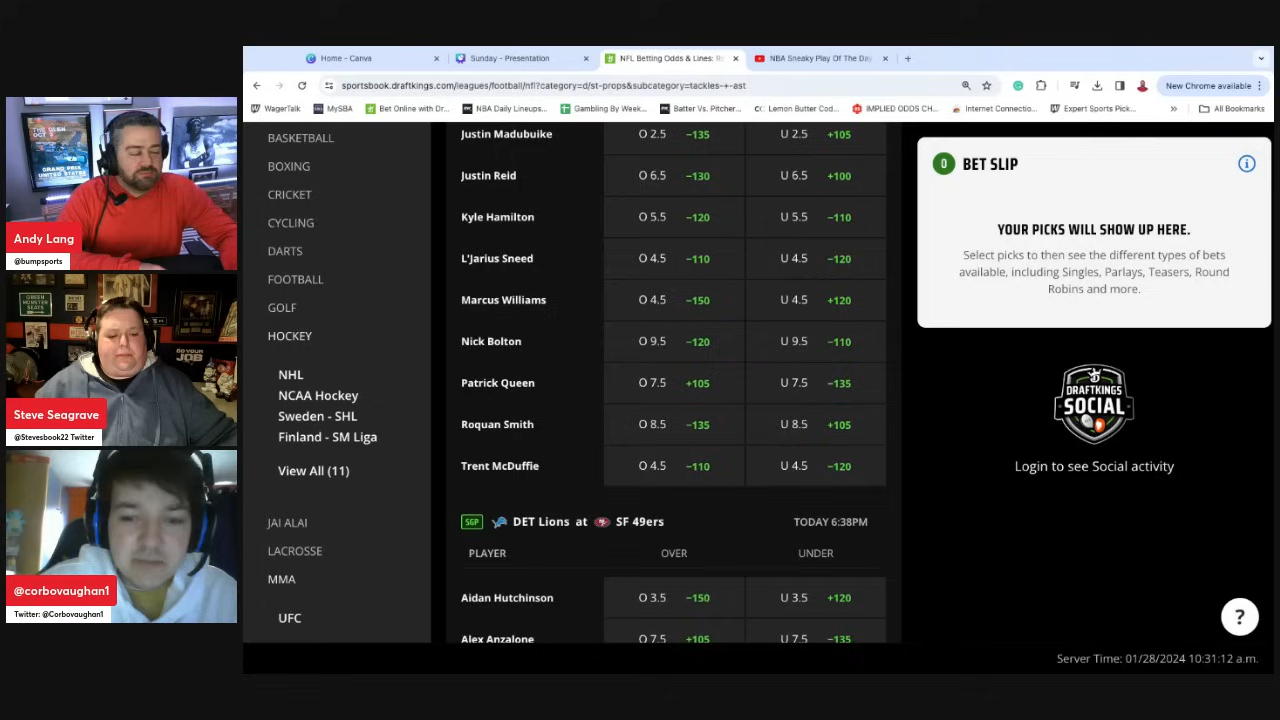 Home - Canva
Sunday - Presentation
NFL Betting Odds & Lines: R
NBA Sneaky Play Of The Day
sportsbook.draftkings.com/leagues/football/nfl?category=d/st-props&subcategory=tackles-+-ast
New Chrome available
WagerTalk
MySBA
Bet Online with Dr...
NBA Daily Lineups...
Gambling By Week...
Batter Vs. Pitcher...
Lemon Butter Cod...
IMPLIED ODDS CH...
Internet Connectio...
Expert Sports Pick...
All Bookmarks
Andy Lang
@bumpsports
GREEN MONSTER SEATS
DO YOUR JOB
Steve Seagrave
@Stevesbook22 Twitter
@corbovaughan1
Twitter: @Corbovaughan1
BASKETBALL
BOXING
CRICKET
CYCLING
DARTS
FOOTBALL
GOLF
HOCKEY
NHL
NCAA Hockey
Sweden - SHL
Finland - SM Liga
View All (11)
JAI ALAI
LACROSSE
MMA
UFC
Justin Madubuike O 2.5 −135 U 2.5 +105
Justin Reid O 6.5 −130 U 6.5 +100
Kyle Hamilton O 5.5 −120 U 5.5 −110
L'Jarius Sneed O 4.5 −110 U 4.5 −120
Marcus Williams O 4.5 −150 U 4.5 +120
Nick Bolton O 9.5 −120 U 9.5 −110
Patrick Queen O 7.5 +105 U 7.5 −135
Roquan Smith O 8.5 −135 U 8.5 +105
Trent McDuffie O 4.5 −110 U 4.5 −120
SGP DET Lions at SF 49ers TODAY 6:38PM
PLAYER OVER UNDER
Aidan Hutchinson O 3.5 −150 U 3.5 +120
Alex Anzalone O 7.5 +105 U 7.5 −135
0 BET SLIP
YOUR PICKS WILL SHOW UP HERE.
Select picks to then see the different types of bets
available, including Singles, Parlays, Teasers, Round
Robins and more.
DRAFTKINGS
SOCIAL
Login to see Social activity
?
Server Time: 01/28/2024 10:31:12 a.m.